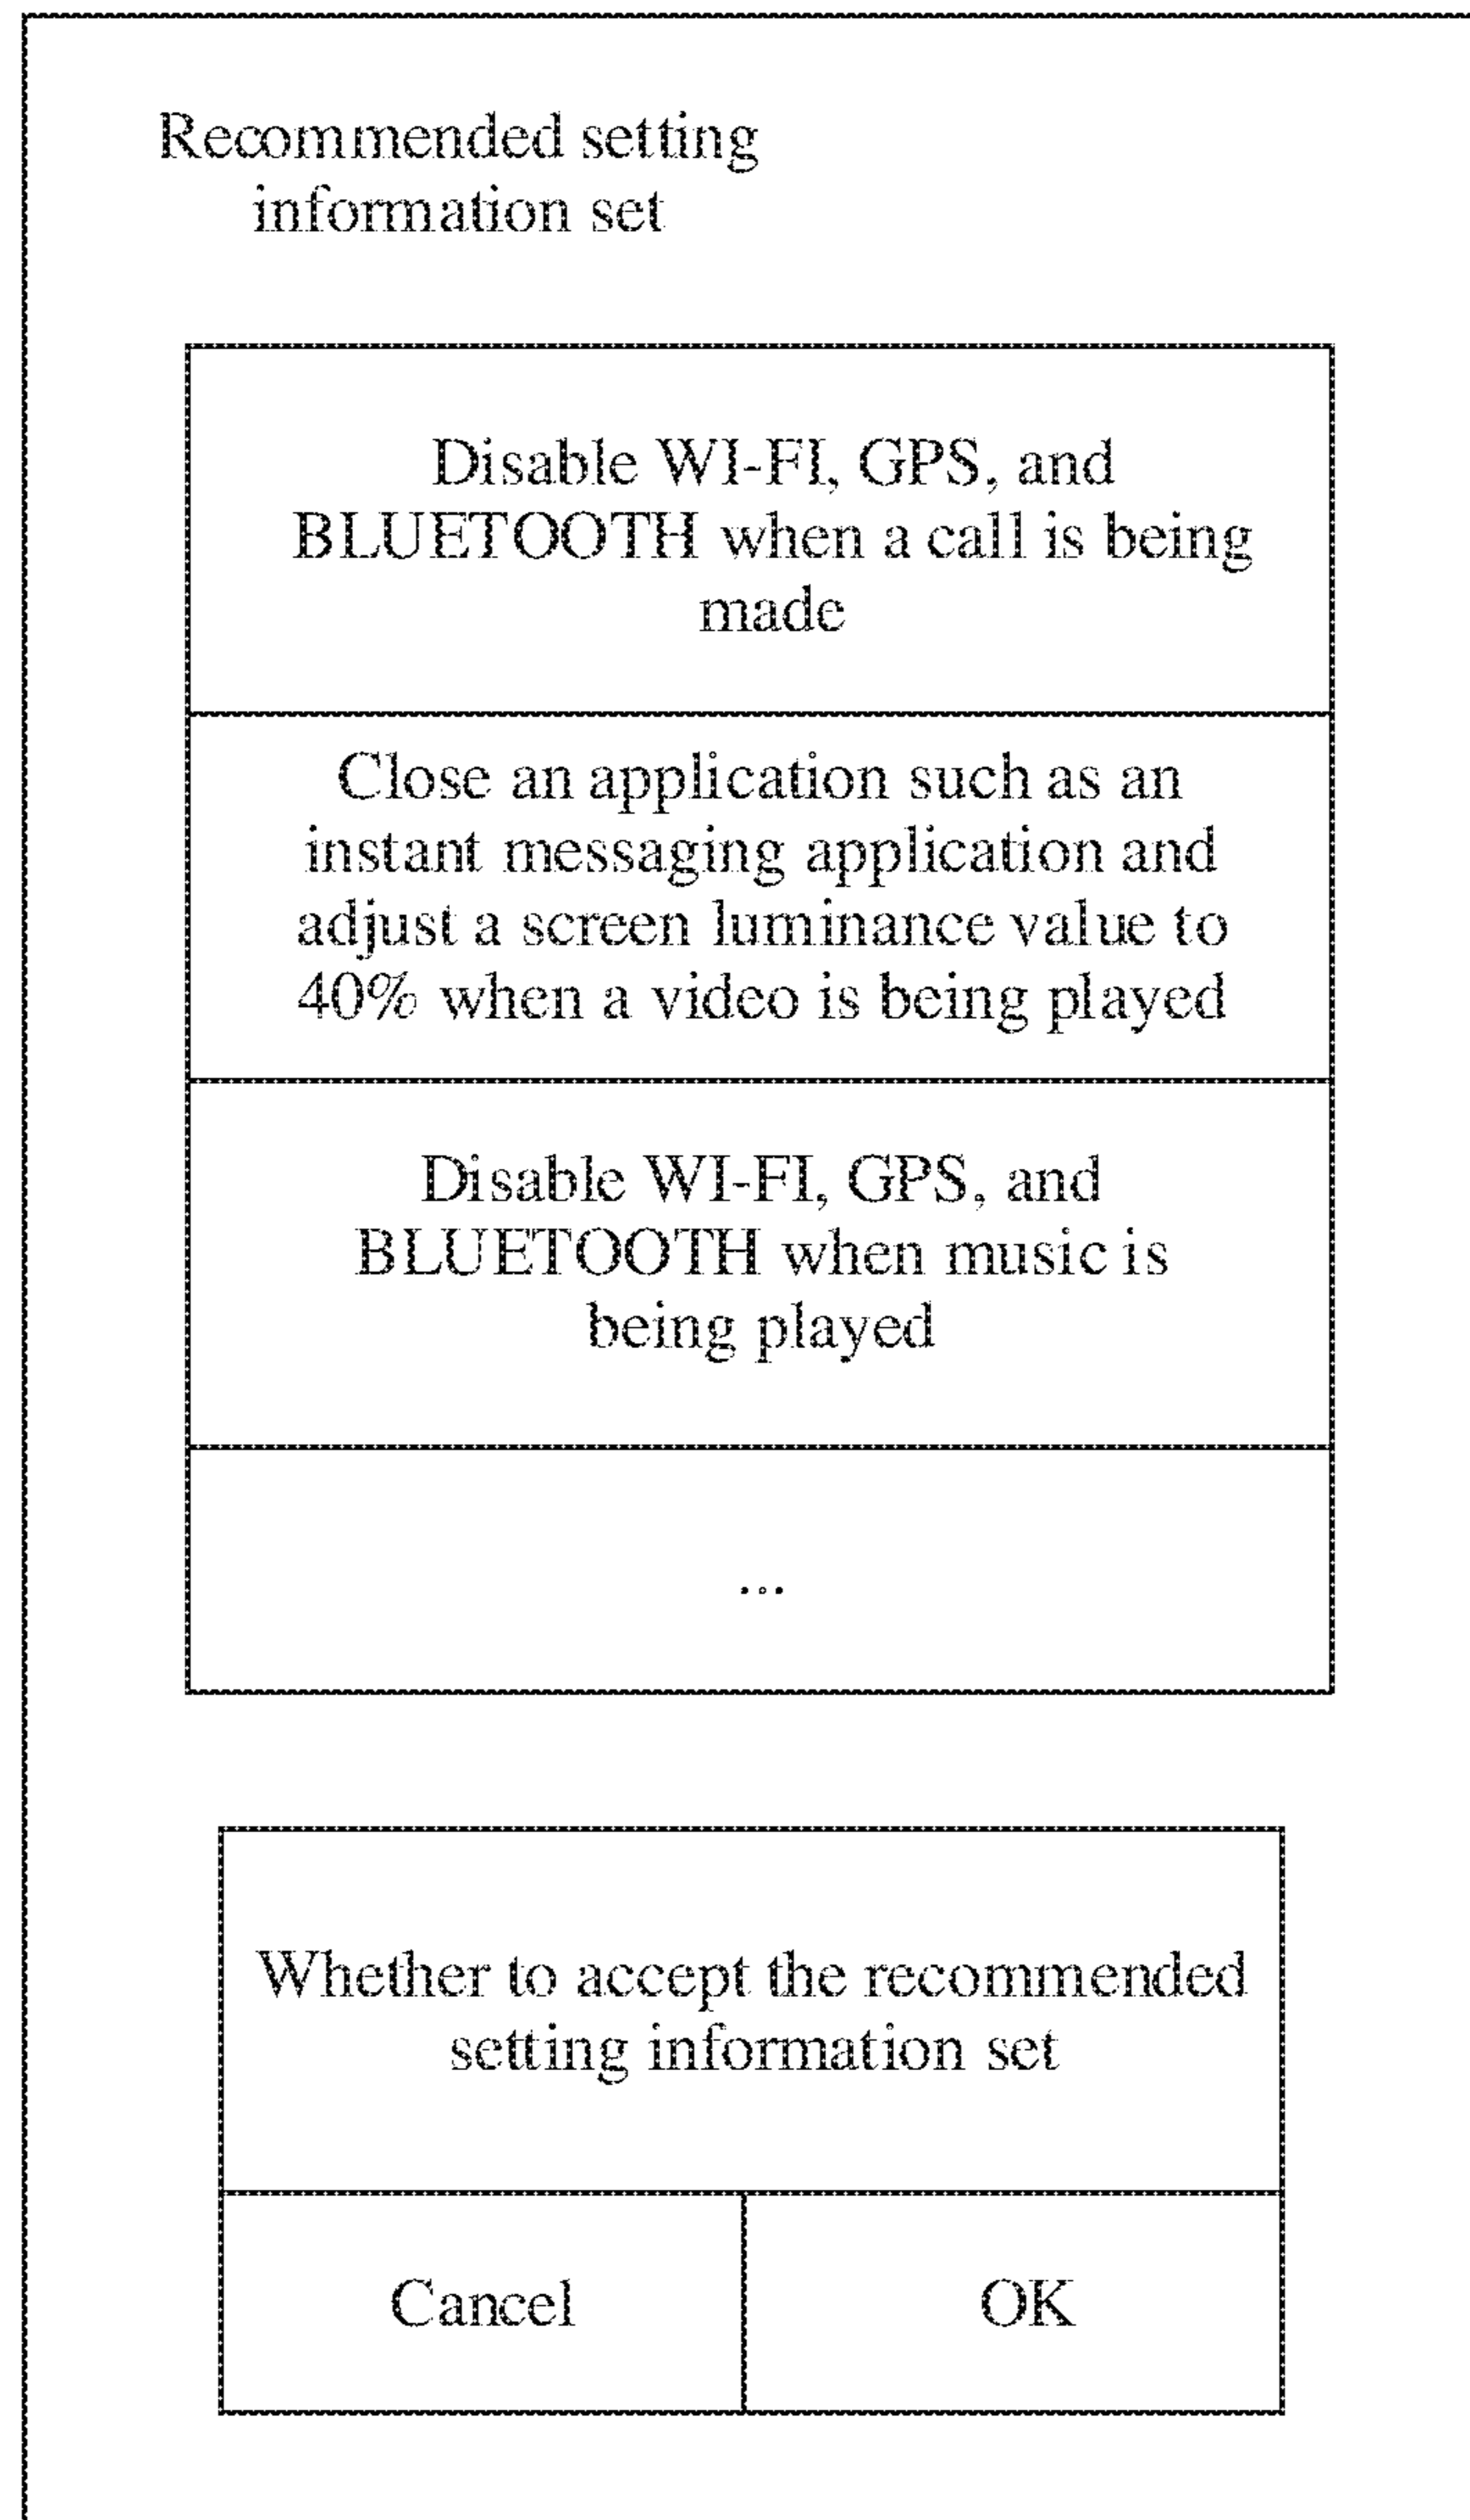 Recommended setting
information set
Disable WI-FI, GPS, and
BLUETOOTH when a call is being
made
Close an application such as an
instant messaging application and
adjust a screen luminance value to
40% when a video is being played
Disable WI-FI, GPS, and
BLUETOOTH when music is
being played
...
Whether to accept the recommended
setting information set
Cancel
OK